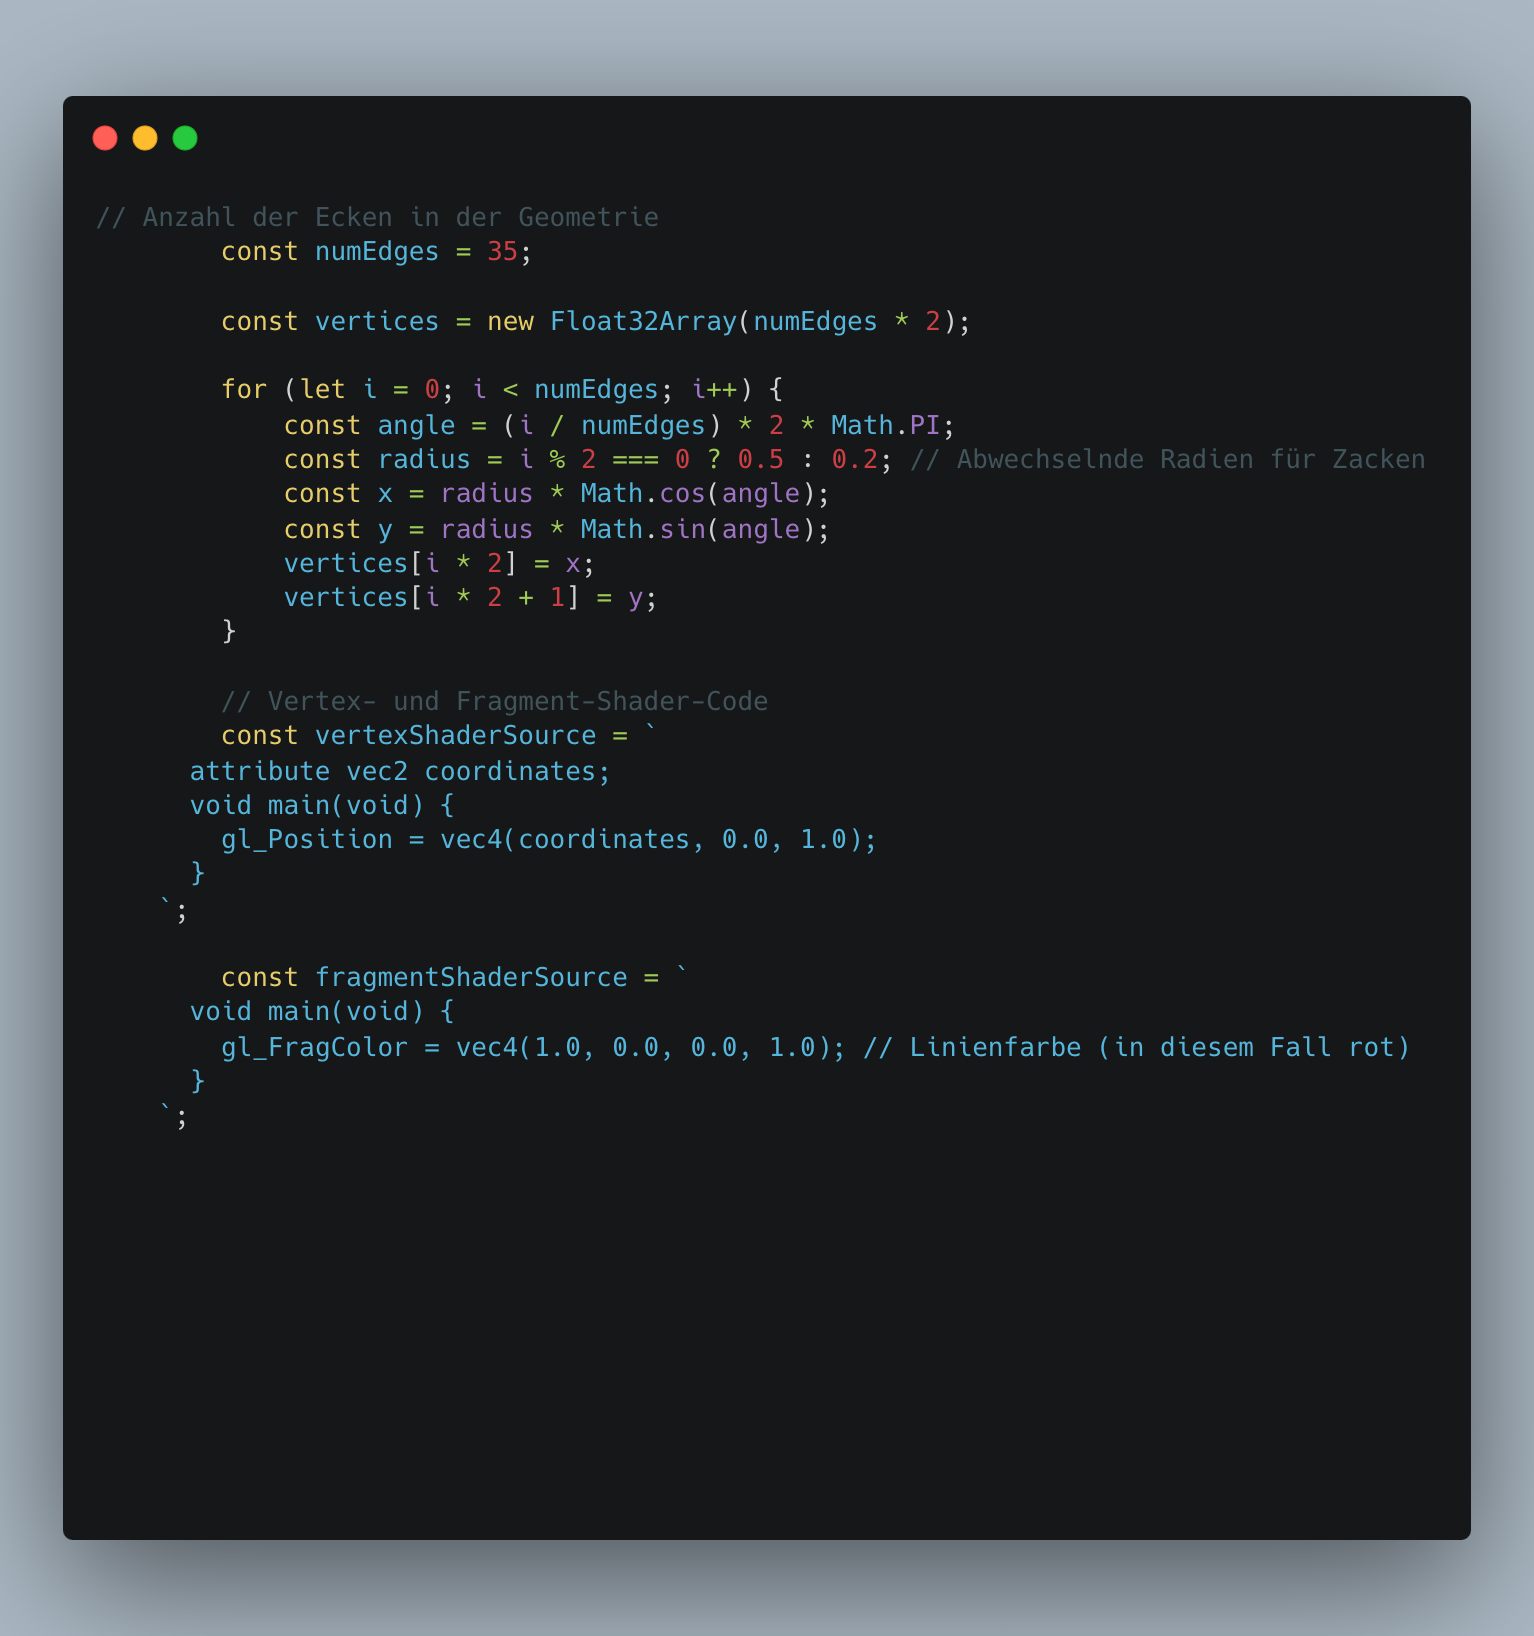 // Anzahl der Ecken in der Geometrie
        const numEdges = 35;

        const vertices = new Float32Array(numEdges * 2);

        for (let i = 0; i < numEdges; i++) {
            const angle = (i / numEdges) * 2 * Math.PI;
            const radius = i % 2 === 0 ? 0.5 : 0.2; // Abwechselnde Radien für Zacken
            const x = radius * Math.cos(angle);
            const y = radius * Math.sin(angle);
            vertices[i * 2] = x;
            vertices[i * 2 + 1] = y;
        }

        // Vertex- und Fragment-Shader-Code
        const vertexShaderSource = `
      attribute vec2 coordinates;
      void main(void) {
        gl_Position = vec4(coordinates, 0.0, 1.0);
      }
    `;

        const fragmentShaderSource = `
      void main(void) {
        gl_FragColor = vec4(1.0, 0.0, 0.0, 1.0); // Linienfarbe (in diesem Fall rot)
      }
    `;